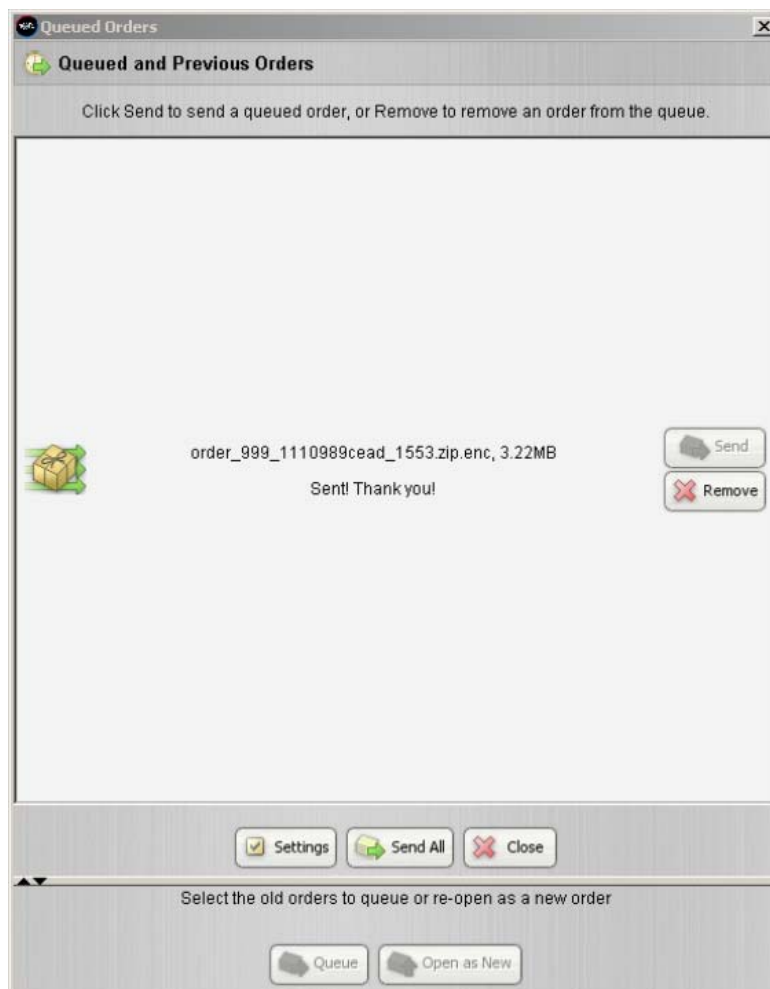 Queued Orders
Queued and Previous Orders
Click Send to send a queued order, or Remove to remove an order from the queue.
order_999_1110989cead_1553.zip.enc, 3.22MB
Send
Sent! Thank you!
Remove
Settings Send All Close
Select the old orders to queue or re-open as a new order
Queue Open as New